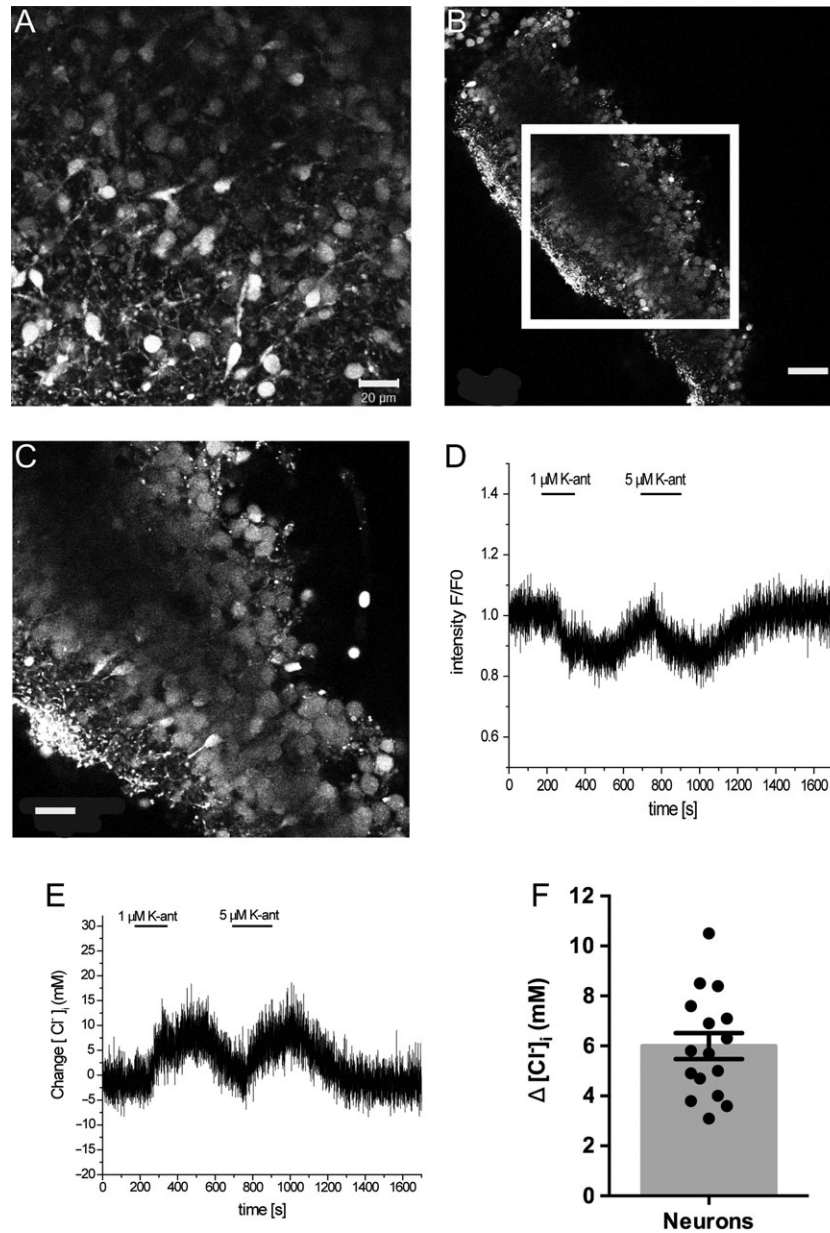 A
20 µm
B
C
D
1 µM K-ant 5 µM K-ant
1.4
1.2
1.0
0.8
0.6
intensity F/F0
0 200 400 600 800 1000 1200 1400 1600
time [s]
E
1 µM K-ant 5 µM K-ant
30
25
20
15
10
5
0
−5
−10
−15
−20
Change [ Cl⁻]i (mM)
0 200 400 600 800 1000 1200 1400 1600
time [s]
F
12
10
8
6
4
2
0
Δ [Cl⁻]i (mM)
Neurons